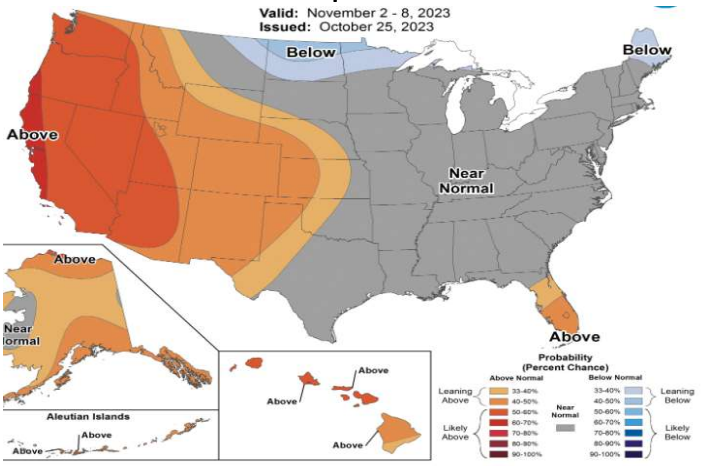 Valid: November 2 - 8, 2023
Issued: October 25, 2023
Below
Below
Above
Near
Normal
Above
Near
Above
Above
Above
Above
Aleutian Islands
Above
Above
Probability
(Percent Chance)
Above Normal
Below Normal
Leaning
Above
33-40%
40-50%
Likely
Above
50-60%
60-70%
70-80%
80-90%
90-100%
Near
Normal
33-40%
40-50%
Leaning
Below
50-60%
60-70%
70-80%
80-90%
90-100%
Likely
Below